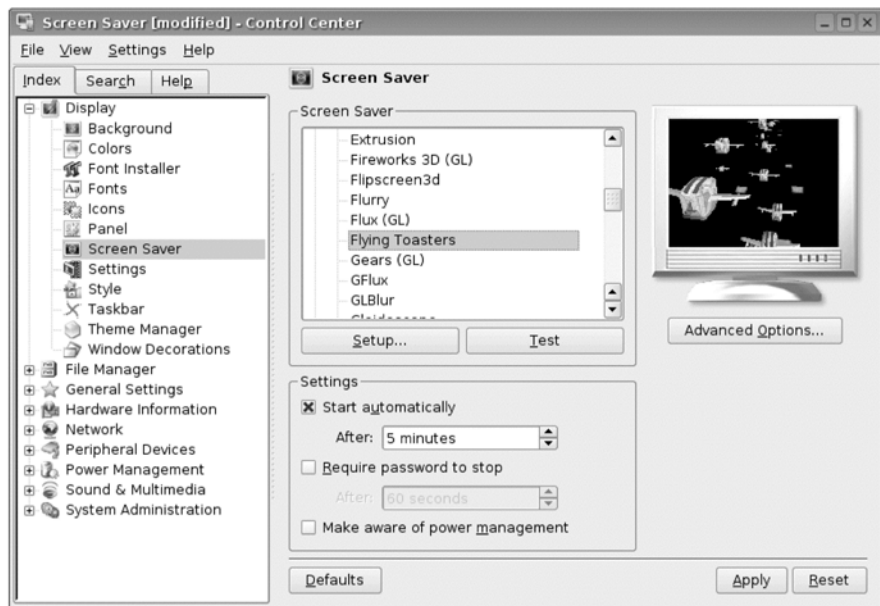 Screen Saver [modified] - Control Center
File View Settings Help
Index Search Help
Display
Background
Colors
Font Installer
Aa Fonts
Icons
Panel
Screen Saver
Settings
Style
Taskbar
Theme Manager
Window Decorations
File Manager
General Settings
Hardware Information
Network
Peripheral Devices
Power Management
Sound & Multimedia
System Administration
Screen Saver
Screen Saver
Extrusion
Fireworks 3D (GL)
Flipscreen3d
Flurry
Flux (GL)
Flying Toasters
Gears (GL)
GFlux
GLBlur
Setup... Test
Advanced Options...
Settings
Start automatically
After: 5 minutes
Require password to stop
After: 60 seconds
Make aware of power management
Defaults Apply Reset